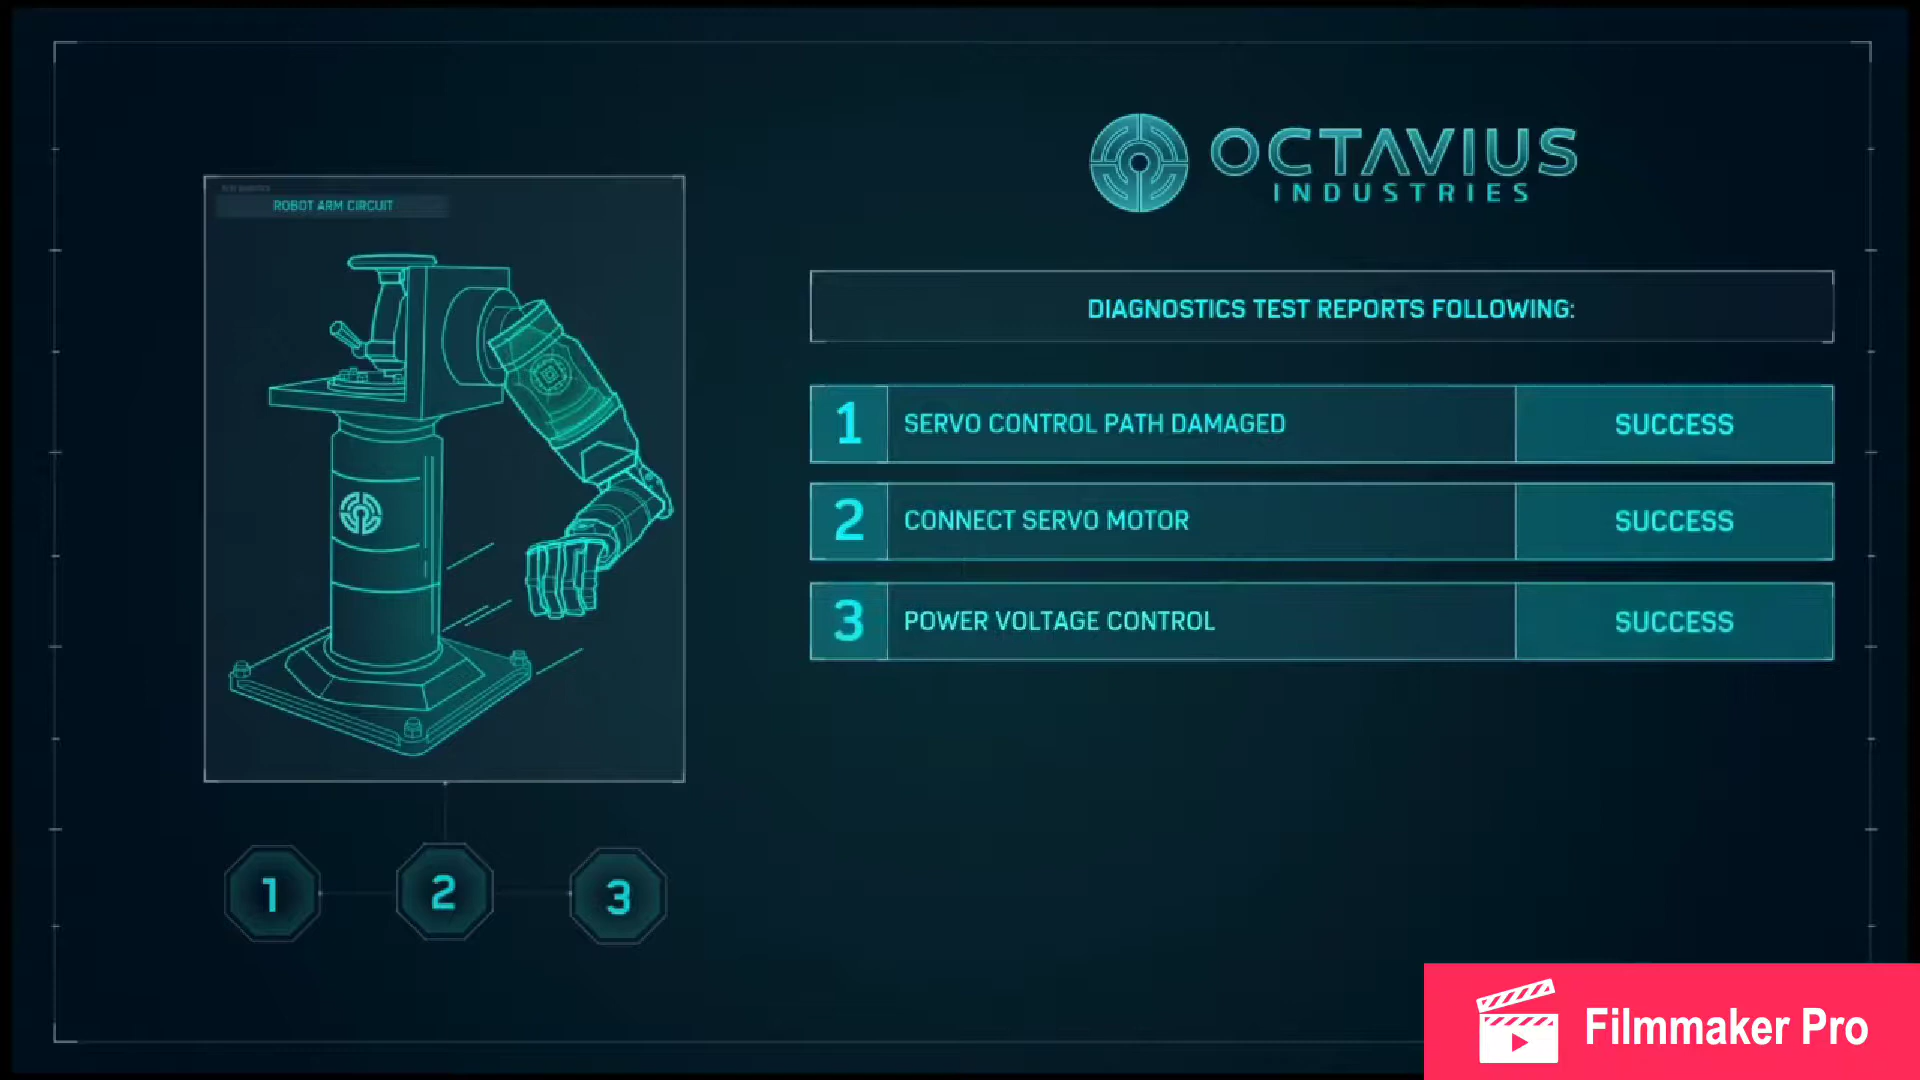 ROBOT ARM CIRCUIT
1
2
3
OCTAVIUS
INDUSTRIES
DIAGNOSTICS TEST REPORTS FOLLOWING:
1 SERVO CONTROL PATH DAMAGED SUCCESS
2 CONNECT SERVO MOTOR SUCCESS
3 POWER VOLTAGE CONTROL SUCCESS
Filmmaker Pro